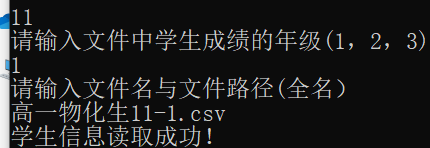 11
请输入文件中学生成绩的年级(1，2，3)
1
请输入文件名与文件路径(全名）
高一物化生11-1.csv
学生信息读取成功！